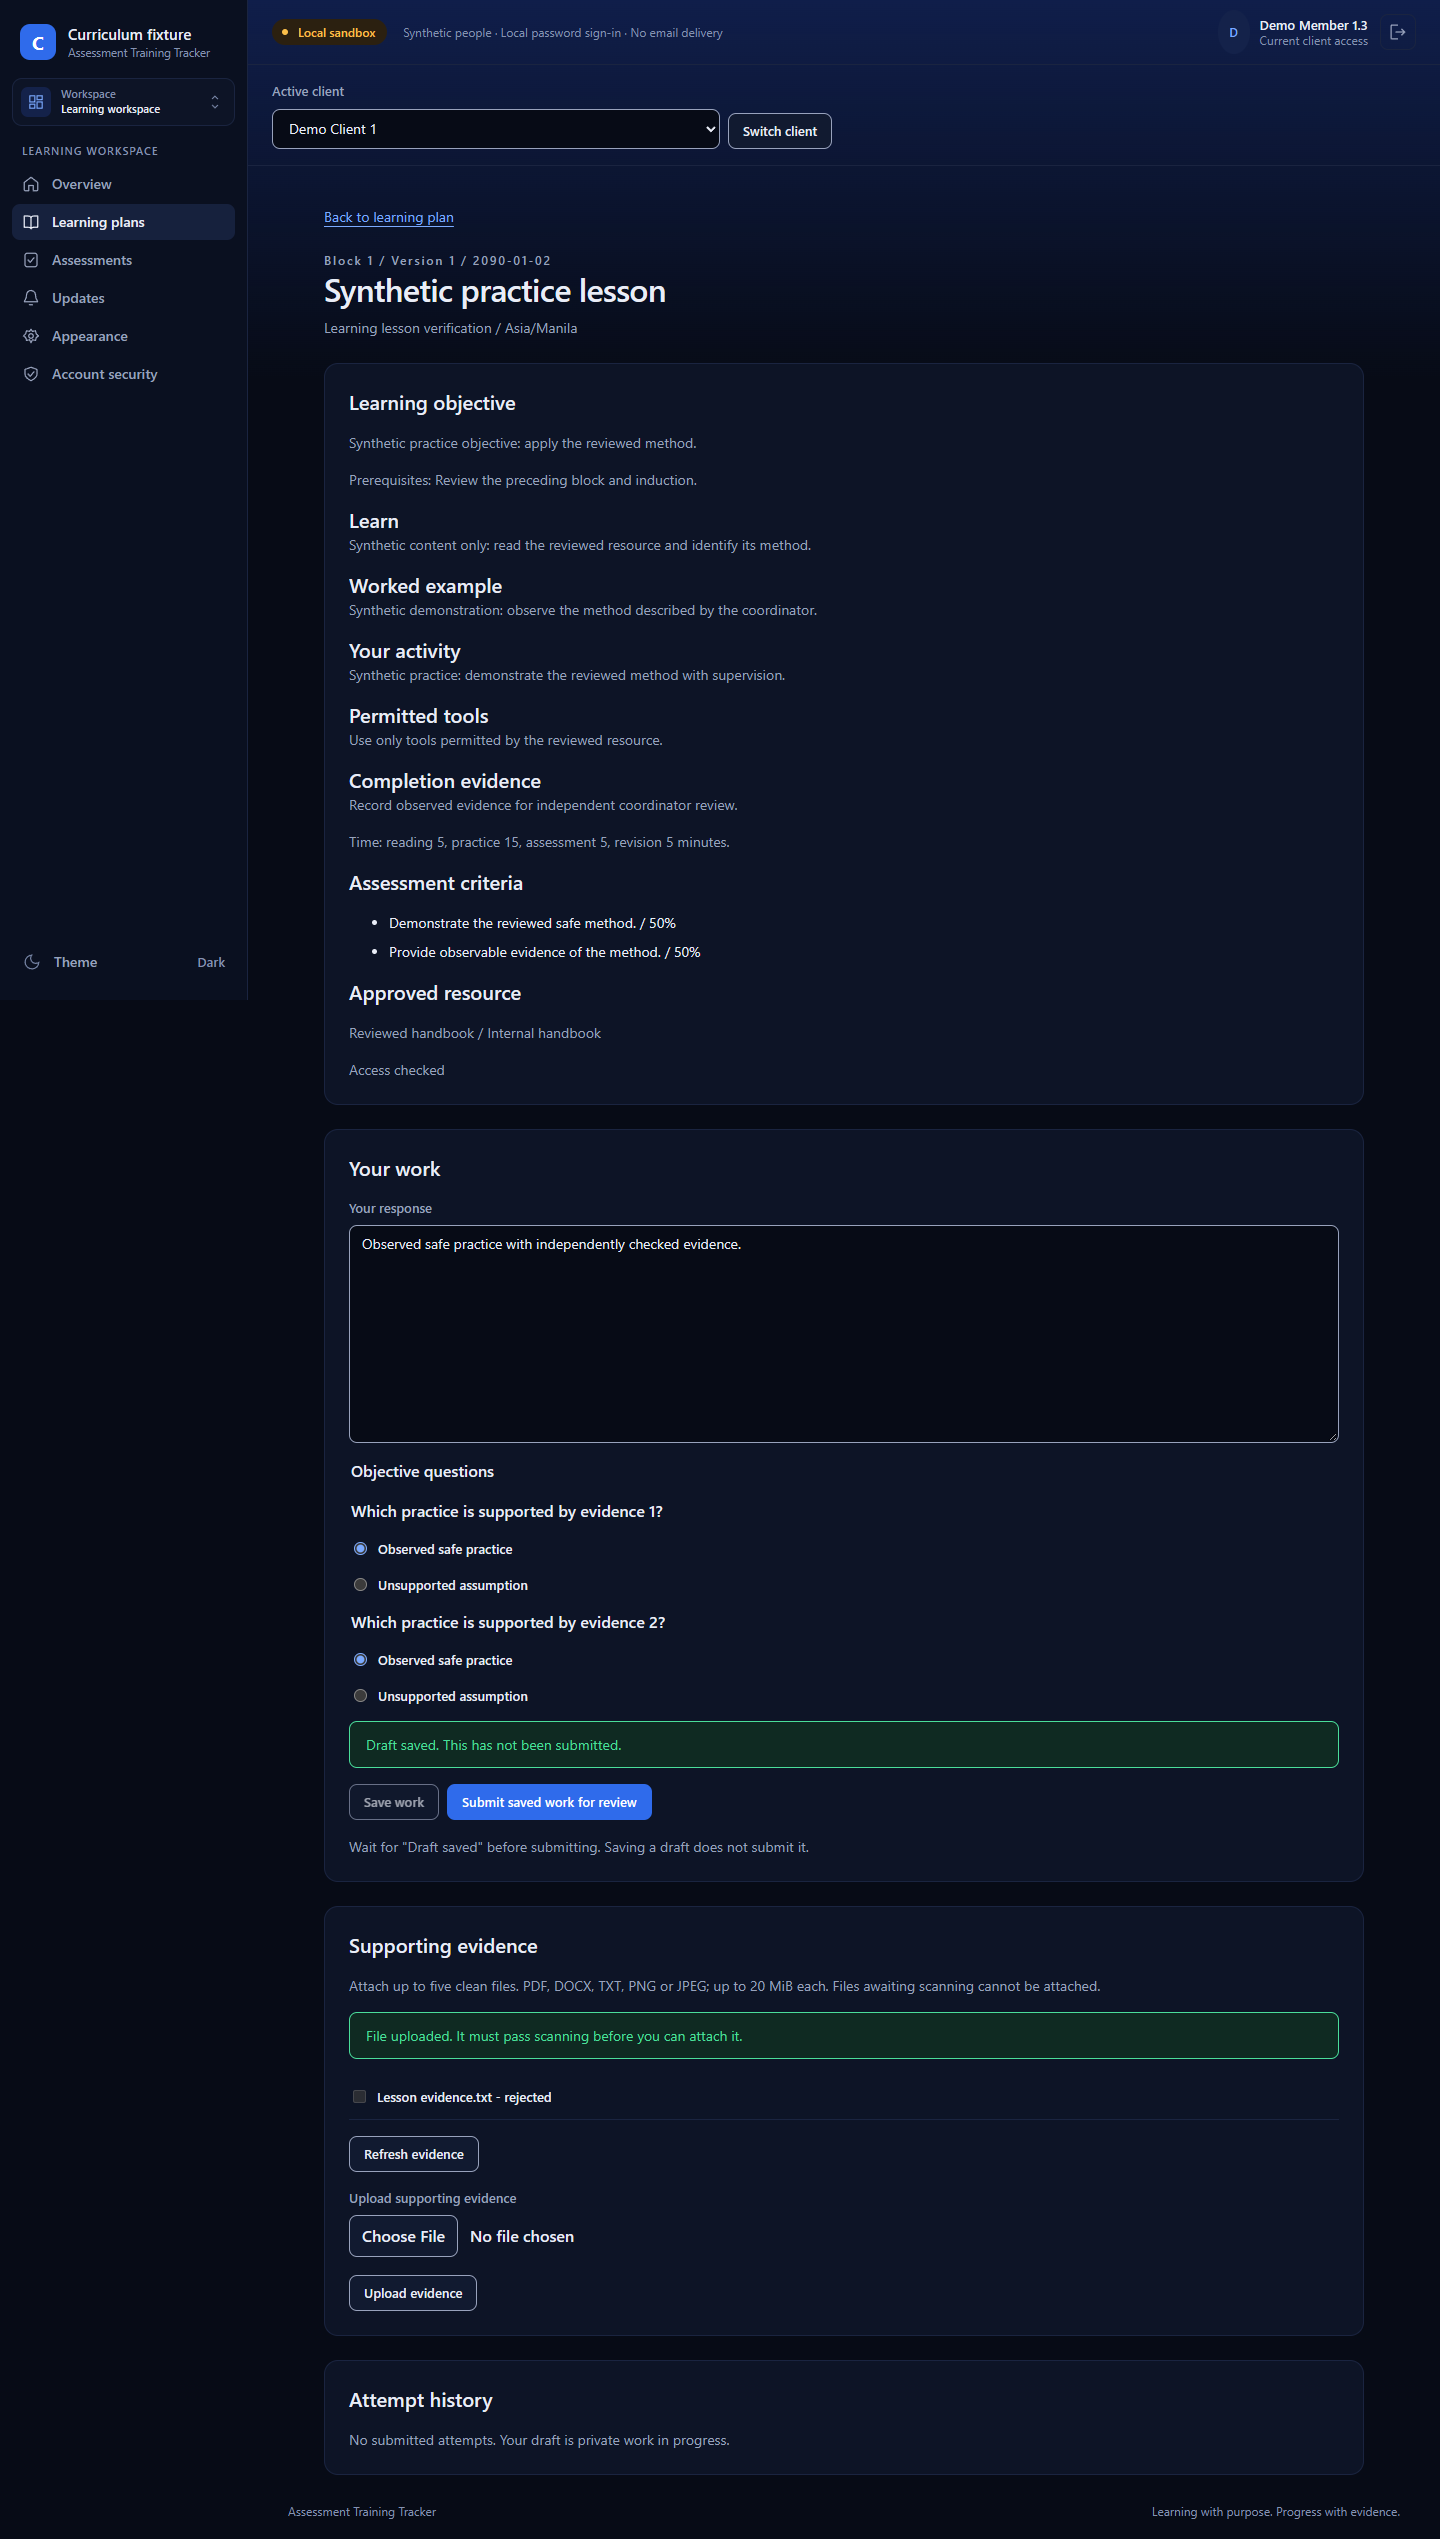 C
Curriculum fixture
Assessment Training Tracker
Workspace
Learning workspace
LEARNING WORKSPACE
Overview
Learning plans
Assessments
Updates
Appearance
Account security
Theme
Dark
Local sandbox
Synthetic people · Local password sign-in · No email delivery
D
Demo Member 1.3
Current client access
Active client
Demo Client 1
Switch client
Back to learning plan
Block 1 / Version 1 / 2090-01-02
Synthetic practice lesson
Learning lesson verification / Asia/Manila
Learning objective
Synthetic practice objective: apply the reviewed method.
Prerequisites: Review the preceding block and induction.
Learn
Synthetic content only: read the reviewed resource and identify its method.
Worked example
Synthetic demonstration: observe the method described by the coordinator.
Your activity
Synthetic practice: demonstrate the reviewed method with supervision.
Permitted tools
Use only tools permitted by the reviewed resource.
Completion evidence
Record observed evidence for independent coordinator review.
Time: reading 5, practice 15, assessment 5, revision 5 minutes.
Assessment criteria
• Demonstrate the reviewed safe method. / 50%
• Provide observable evidence of the method. / 50%
Approved resource
Reviewed handbook / Internal handbook
Access checked
Your work
Your response
Observed safe practice with independently checked evidence.
Objective questions
Which practice is supported by evidence 1?
Observed safe practice
Unsupported assumption
Which practice is supported by evidence 2?
Observed safe practice
Unsupported assumption
Draft saved. This has not been submitted.
Save work
Submit saved work for review
Wait for "Draft saved" before submitting. Saving a draft does not submit it.
Supporting evidence
Attach up to five clean files. PDF, DOCX, TXT, PNG or JPEG; up to 20 MiB each. Files awaiting scanning cannot be attached.
File uploaded. It must pass scanning before you can attach it.
Lesson evidence.txt - rejected
Refresh evidence
Upload supporting evidence
Choose File No file chosen
Upload evidence
Attempt history
No submitted attempts. Your draft is private work in progress.
Assessment Training Tracker
Learning with purpose. Progress with evidence.